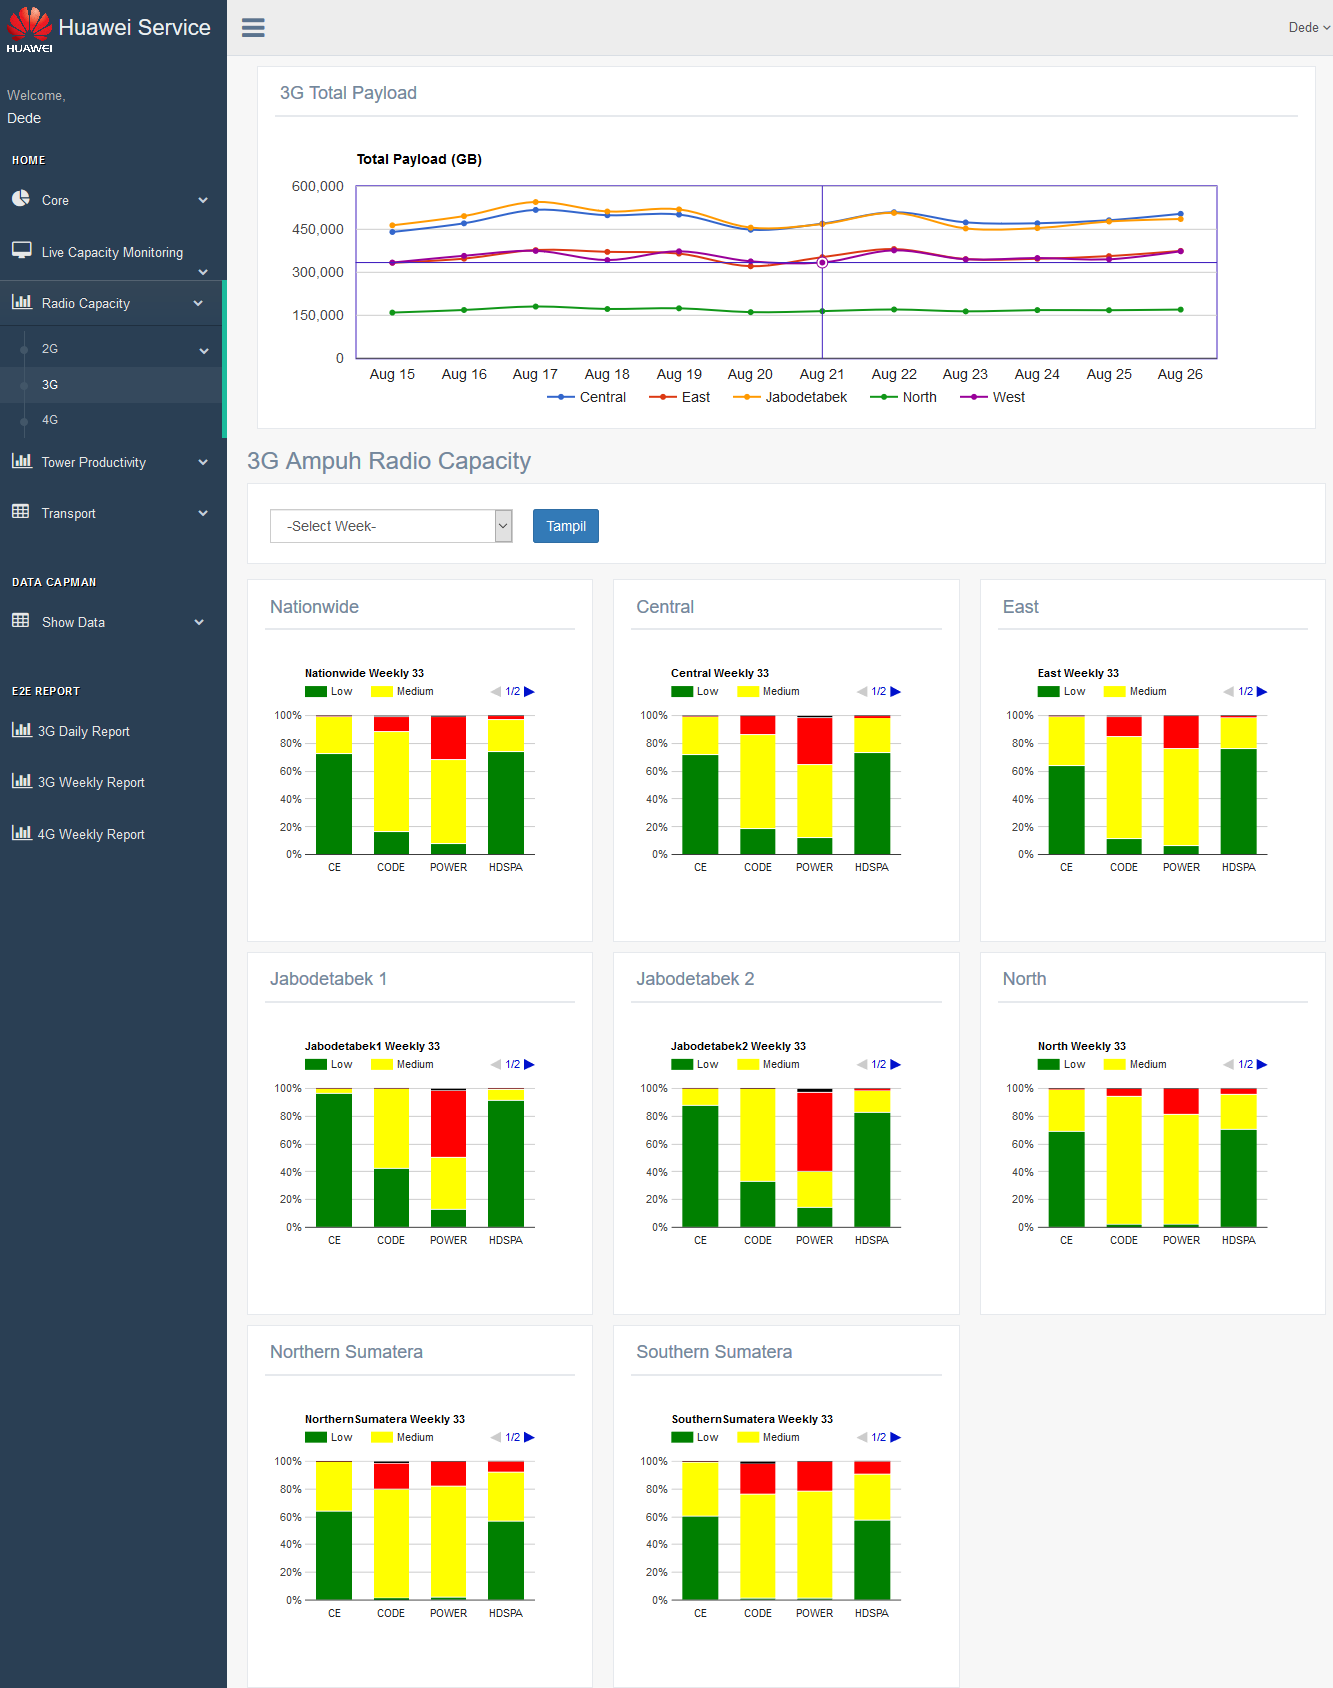 HUAWEI
Huawei Service
Dede
Welcome,
Dede
HOME
Core
Live Capacity Monitoring
Radio Capacity
2G
3G
4G
Tower Productivity
Transport
DATA CAPMAN
Show Data
E2E REPORT
3G Daily Report
3G Weekly Report
4G Weekly Report
3G Total Payload
Total Payload (GB)
600,000
450,000
300,000
150,000
0
Aug 15 Aug 16 Aug 17 Aug 18 Aug 19 Aug 20 Aug 21 Aug 22 Aug 23 Aug 24 Aug 25 Aug 26
Central East Jabodetabek North West
3G Ampuh Radio Capacity
-Select Week- Tampil
Nationwide
Nationwide Weekly 33
Low Medium 1/2
100%
80%
60%
40%
20%
0%
CE CODE POWER HDSPA
Central
Central Weekly 33
Low Medium 1/2
100%
80%
60%
40%
20%
0%
CE CODE POWER HDSPA
East
East Weekly 33
Low Medium 1/2
100%
80%
60%
40%
20%
0%
CE CODE POWER HDSPA
Jabodetabek 1
Jabodetabek1 Weekly 33
Low Medium 1/2
100%
80%
60%
40%
20%
0%
CE CODE POWER HDSPA
Jabodetabek 2
Jabodetabek2 Weekly 33
Low Medium 1/2
100%
80%
60%
40%
20%
0%
CE CODE POWER HDSPA
North
North Weekly 33
Low Medium 1/2
100%
80%
60%
40%
20%
0%
CE CODE POWER HDSPA
Northern Sumatera
NorthernSumatera Weekly 33
Low Medium 1/2
100%
80%
60%
40%
20%
0%
CE CODE POWER HDSPA
Southern Sumatera
SouthernSumatera Weekly 33
Low Medium 1/2
100%
80%
60%
40%
20%
0%
CE CODE POWER HDSPA